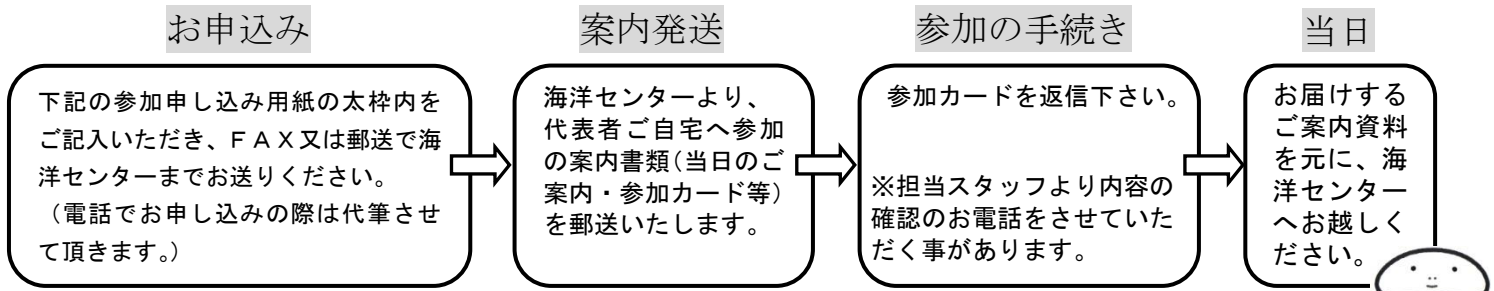 お申込み
下記の参加申し込み用紙の太枠内を
ご記入いただき、ＦＡＸ又は郵送で海
洋センターまでお送りください。
（電話でお申し込みの際は代筆させ
て頂きます。）
案内発送
海洋センターより、
代表者ご自宅へ参加
の案内書類(当日のご
案内・参加カード等)
を郵送いたします。
参加の手続き
参加カードを返信下さい。
※担当スタッフより内容の
確認のお電話をさせていた
だく事があります。
当日
お届けする
ご案内資料
を元に、海
洋センター
へお越しく
ださい。